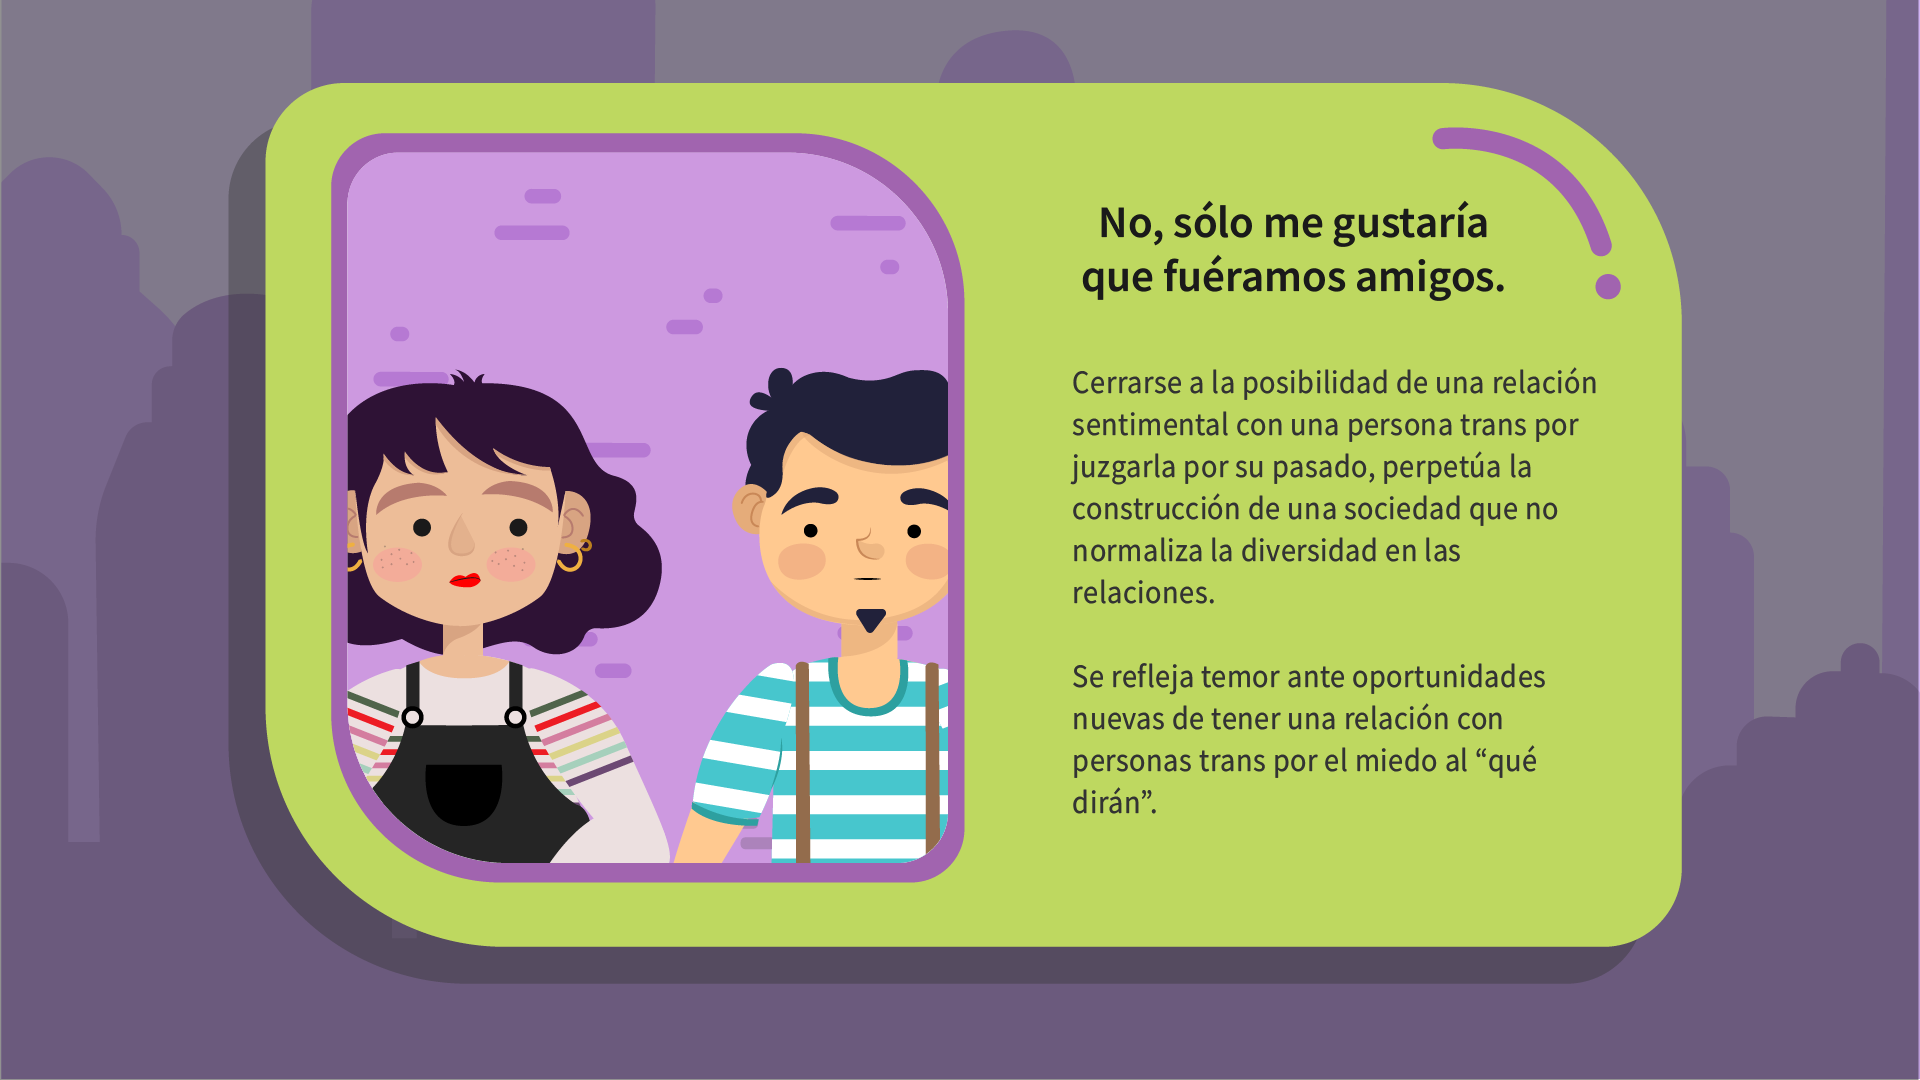 No, sólo me gustaría
que fuéramos amigos.
Cerrarse a la posibilidad de una relación
sentimental con una persona trans por
juzgarla por su pasado, perpetúa la
construcción de una sociedad que no
normaliza la diversidad en las
relaciones.
Se refleja temor ante oportunidades
nuevas de tener una relación con
personas trans por el miedo al “qué
dirán”.